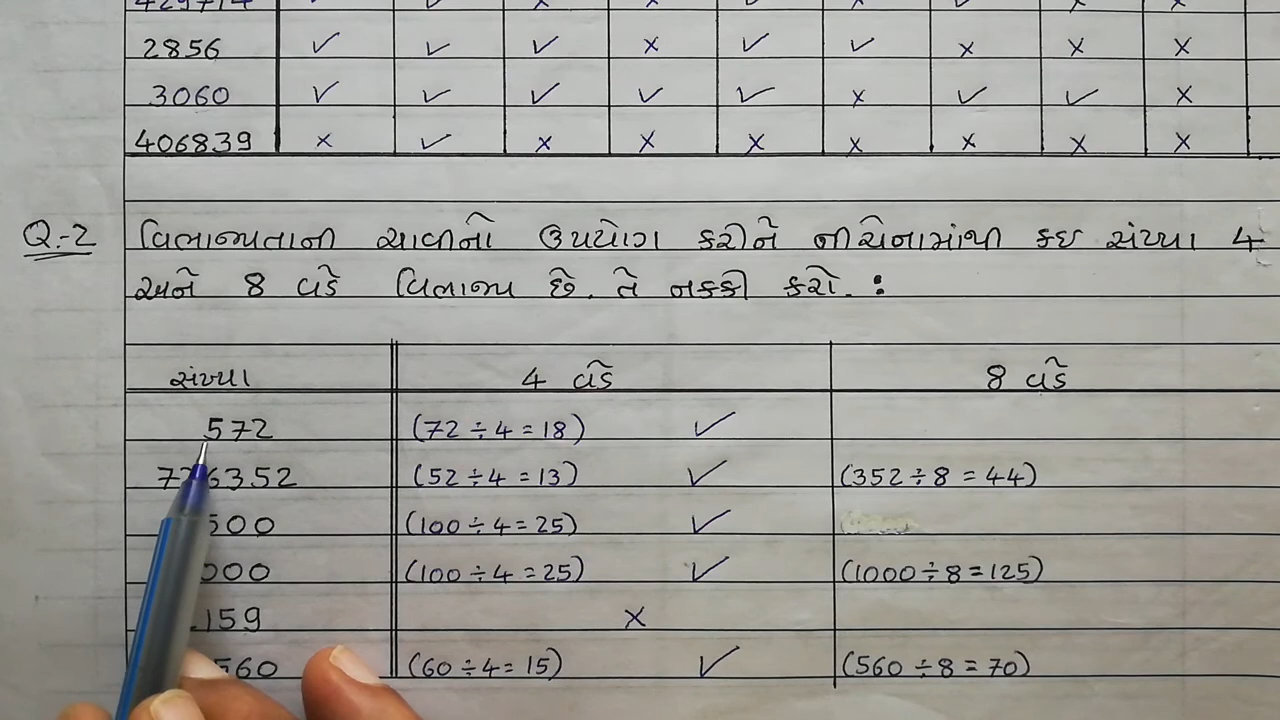 2856 ✓ ✓ ✓ × ✓ ✓ × × ×
3060 ✓ ✓ ✓ ✓ ✓ × ✓ ✓ ×
406839 × ✓ × × × × × × ×
Q.-2 વિભાજ્યતાની ચાવીનો ઉપયોગ કરીને નીચેનામાંથી કઇ સંખ્યા 4
અને 8 વડે વિભાજ્ય છે. તે નક્કી કરો. :
સંખ્યા 4 વડે 8 વડે
572 (72 ÷ 4 = 18) ✓
(52 ÷ 4 = 13) ✓ (352 ÷ 8 = 44)
500 (100 ÷ 4 = 25) ✓
000 (100 ÷ 4 = 25) ✓ (1000 ÷ 8 = 125)
159 ×
560 (60 ÷ 4 = 15) ✓ (560 ÷ 8 = 70)